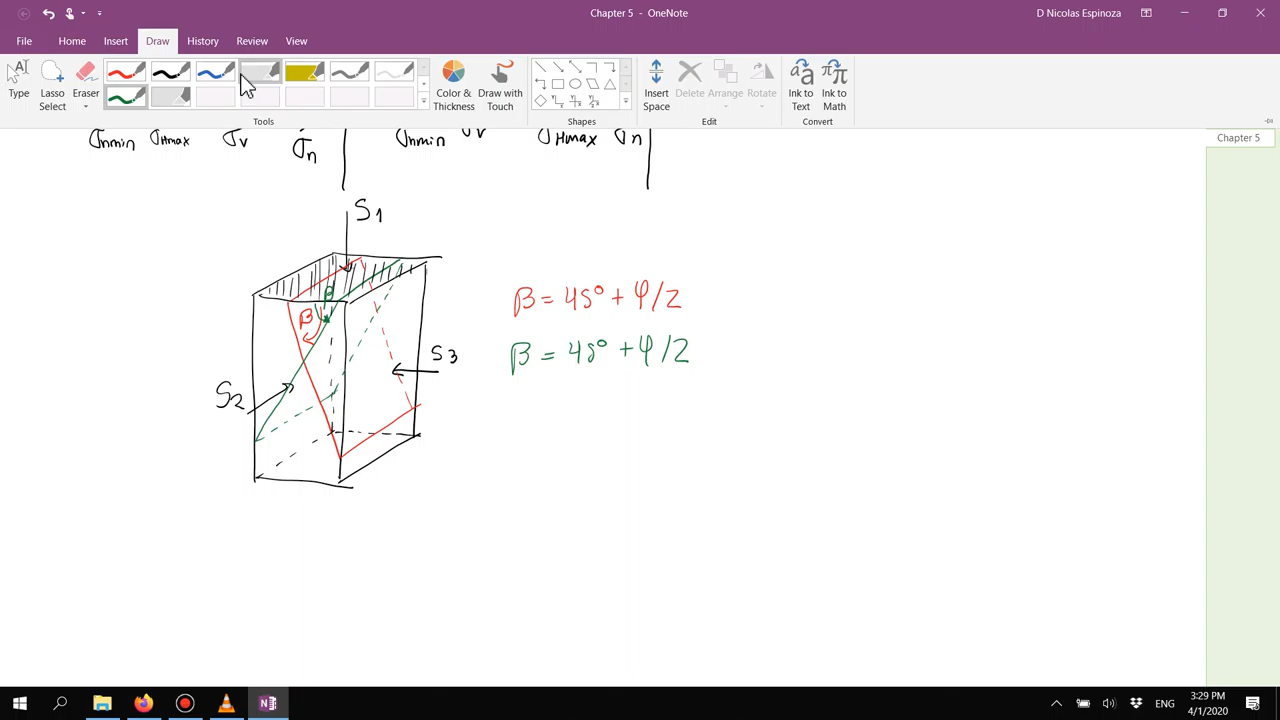 Chapter 5 - OneNote
D Nicolas Espinoza
File Home Insert Draw History Review View
Type
Lasso Select
Eraser
Color & Thickness
Draw with Touch
Insert Space
Delete
Arrange
Rotate
Ink to Text
Ink to Math
Tools
Shapes
Edit
Convert
Chapter 5
σhmin σHmax σv σn
σhmin σv σHmax σn
S1
β
β
S3
S2
β = 45° + φ/2
β = 45° + φ/2
ENG
3:29 PM
4/1/2020